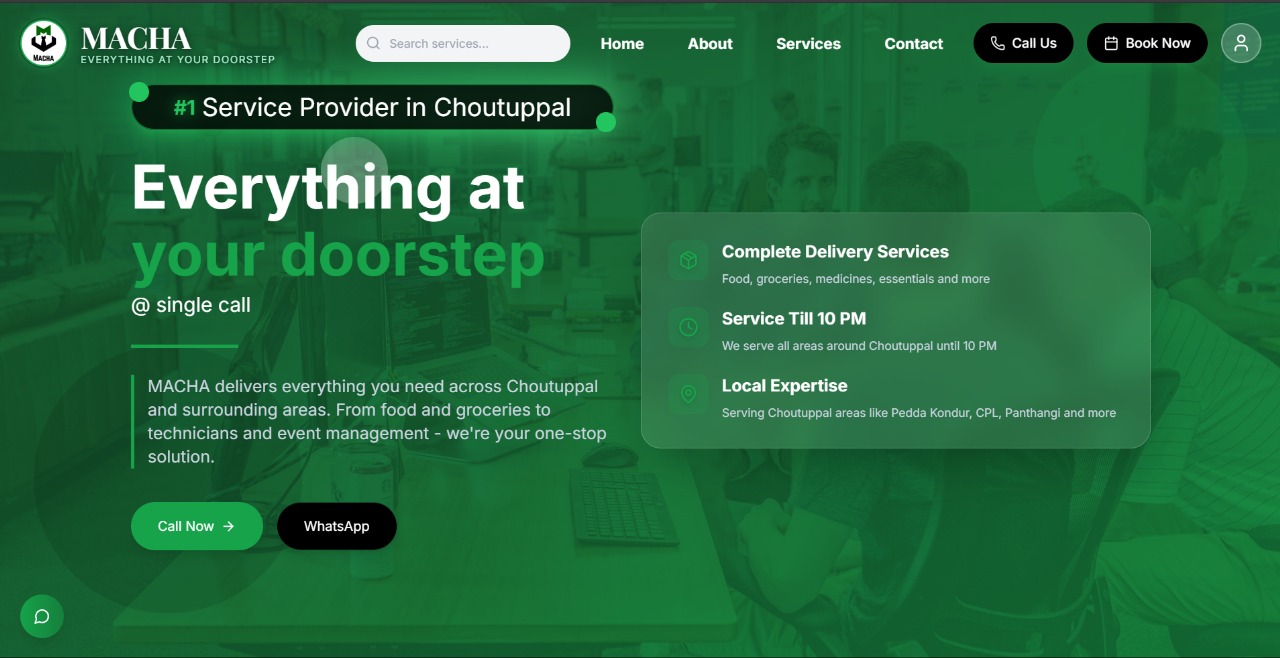 MACHA
EVERYTHING AT YOUR DOORSTEP
MACHA
Search services...
Home
About
Services
Contact
Call Us
Book Now
#1 Service Provider in Choutuppal
Everything at
your doorstep
@ single call
MACHA delivers everything you need across Choutuppal
and surrounding areas. From food and groceries to
technicians and event management - we're your one-stop
solution.
Call Now
WhatsApp
Complete Delivery Services
Food, groceries, medicines, essentials and more
Service Till 10 PM
We serve all areas around Choutuppal until 10 PM
Local Expertise
Serving Choutuppal areas like Pedda Kondur, CPL, Panthangi and more